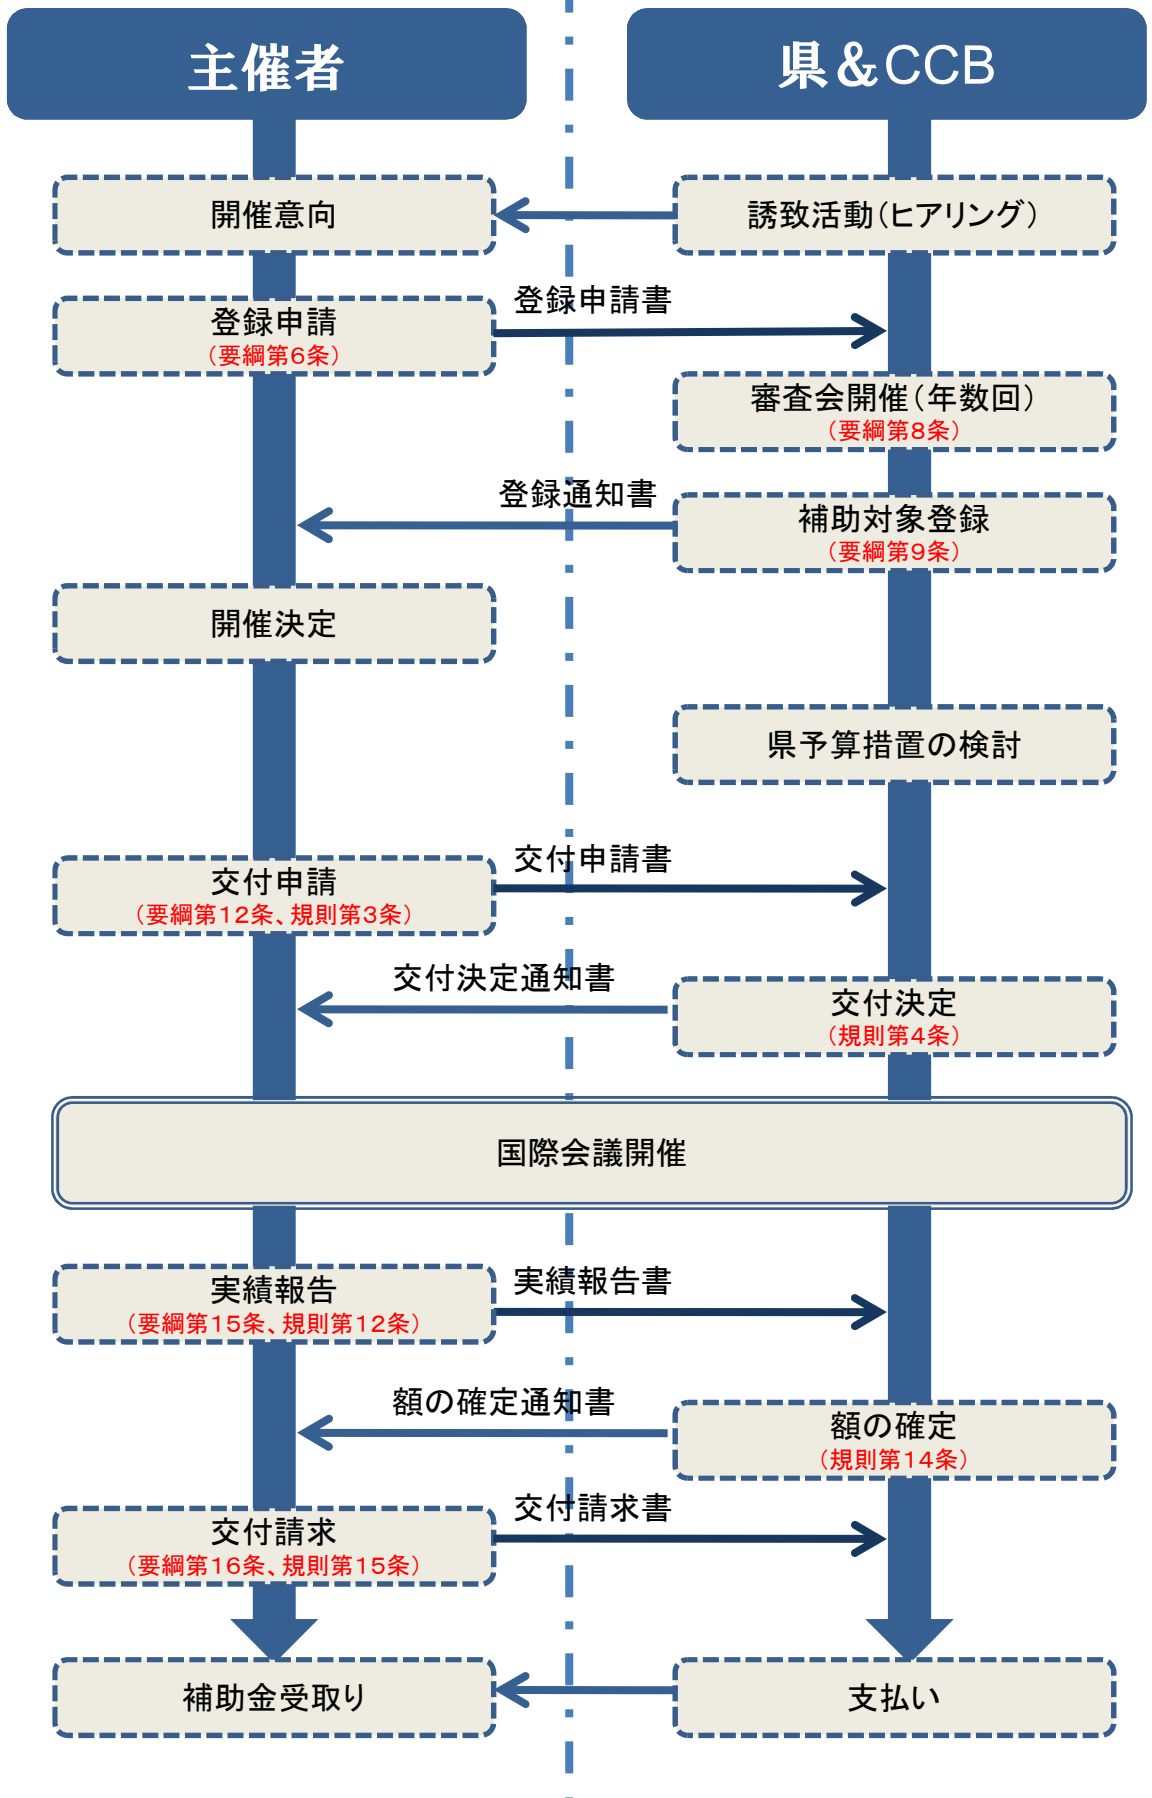 主催者
県＆CCB
開催意向
誘致活動（ヒアリング）
登録申請書
登録申請
（要綱第６条）
審査会開催（年数回）
（要綱第８条）
登録通知書
補助対象登録
（要綱第９条）
開催決定
県予算措置の検討
交付申請書
交付申請
（要綱第１２条、規則第３条）
交付決定通知書
交付決定
（規則第４条）
国際会議開催
実績報告書
実績報告
（要綱第１５条、規則第１２条）
額の確定通知書
額の確定
（規則第１４条）
交付請求書
交付請求
（要綱第１６条、規則第１５条）
補助金受取り
支払い